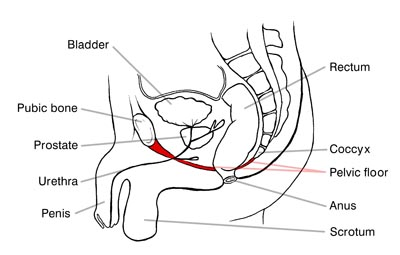 Bladder
Pubic bone
Prostate
Urethra
Penis
Rectum
Coccyx
Pelvic floor
Anus
Scrotum